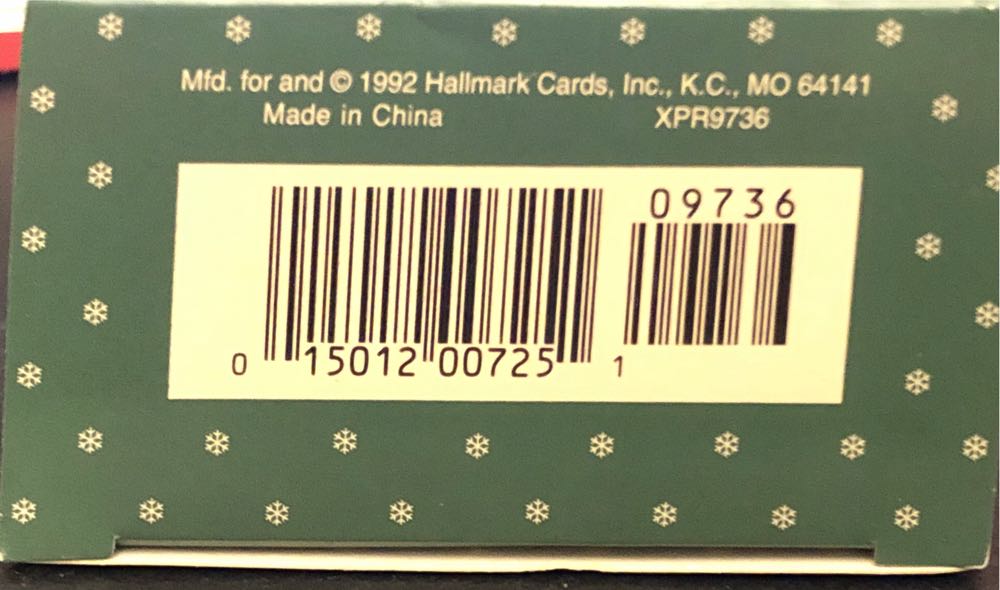 Mfd. for and © 1992 Hallmark Cards, Inc., K.C., MO 64141
Made in China XPR9736
09736
0 15012 00725 1